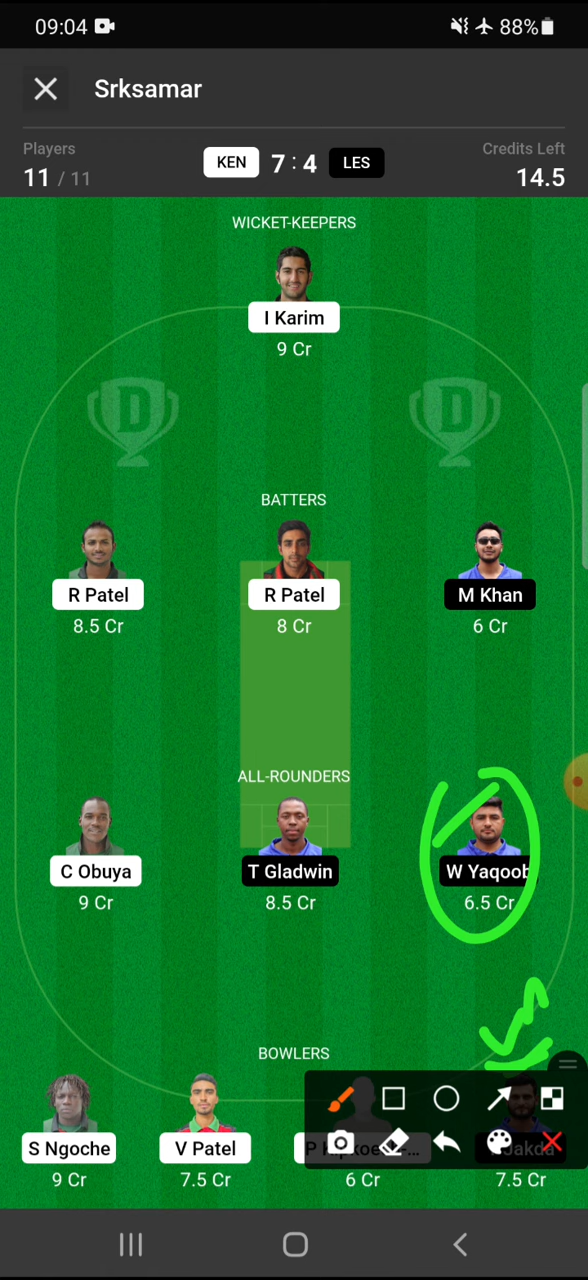 09:04 88%
Srksamar
Players Credits Left
11 / 11 KEN 7 : 4 LES 14.5
WICKET-KEEPERS
I Karim
9 Cr
D D
BATTERS
R Patel R Patel M Khan
8.5 Cr 8 Cr 6 Cr
ALL-ROUNDERS
C Obuya T Gladwin W Yaqoob
9 Cr 8.5 Cr 6.5 Cr
BOWLERS
S Ngoche V Patel Jakda
9 Cr 7.5 Cr 6 Cr 7.5 Cr